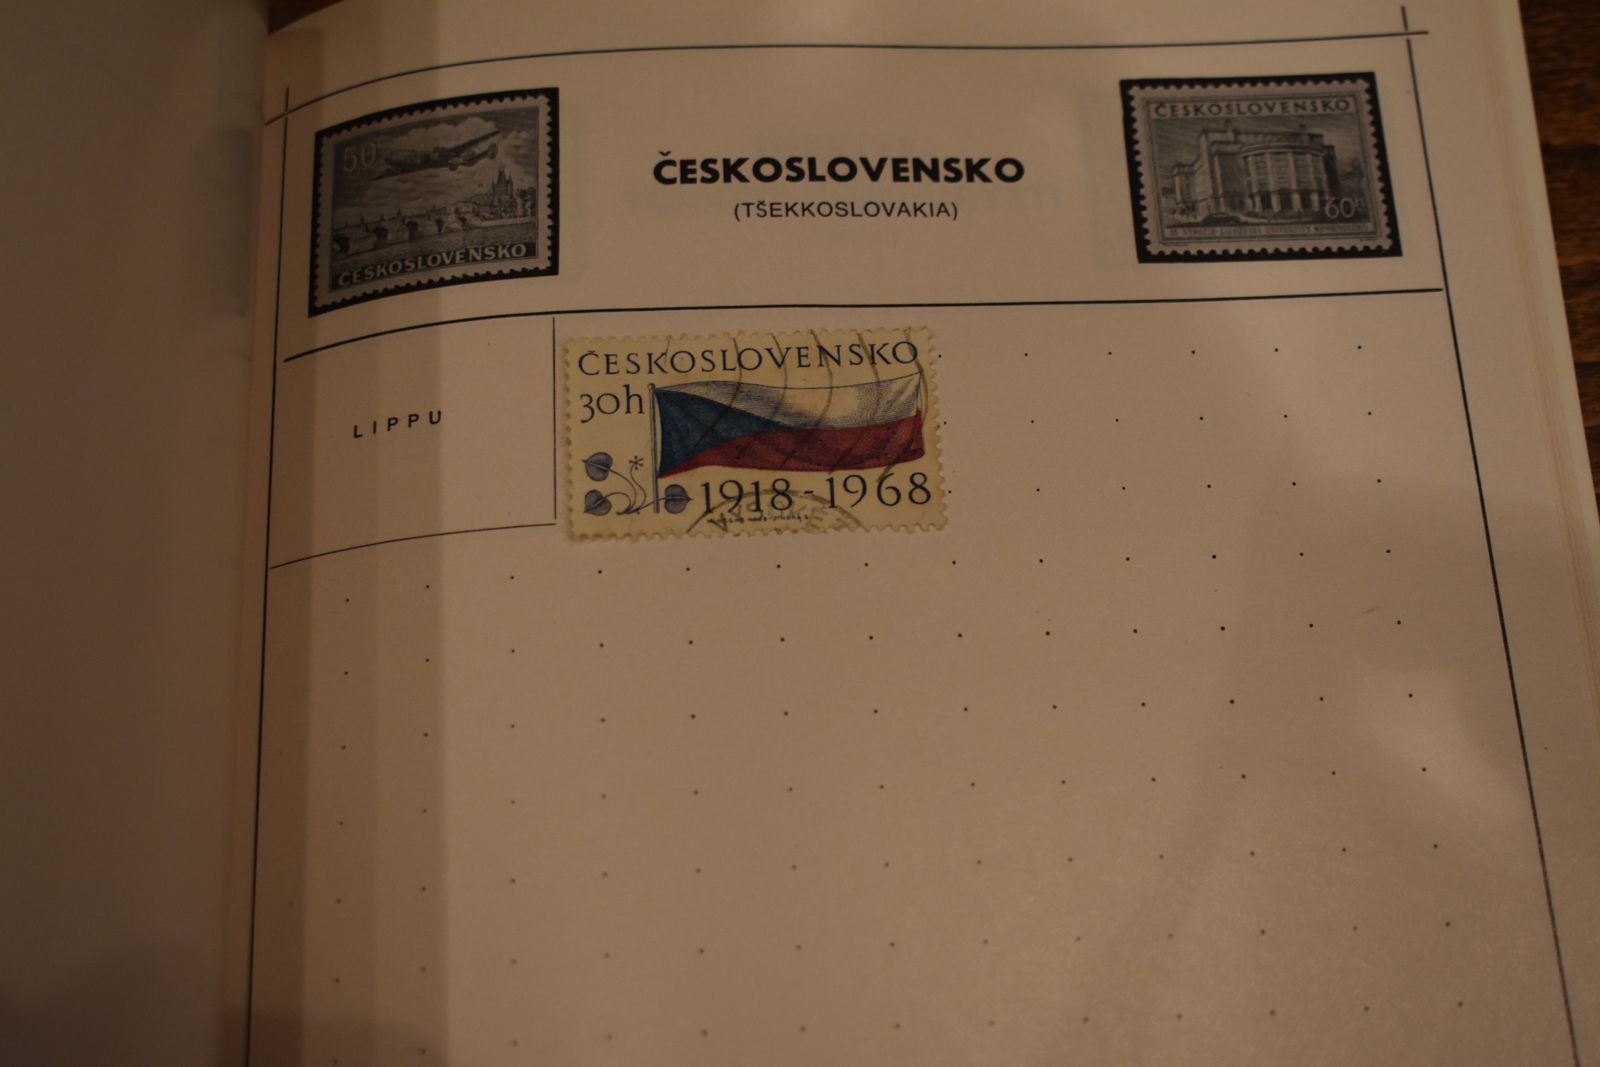 50
ČESKOSLOVENSKO
ČESKOSLOVENSKO
(TŠEKKOSLOVAKIA)
ČESKOSLOVENSKO
60h
LIPPU
ČESKOSLOVENSKO
30h
1918-1968